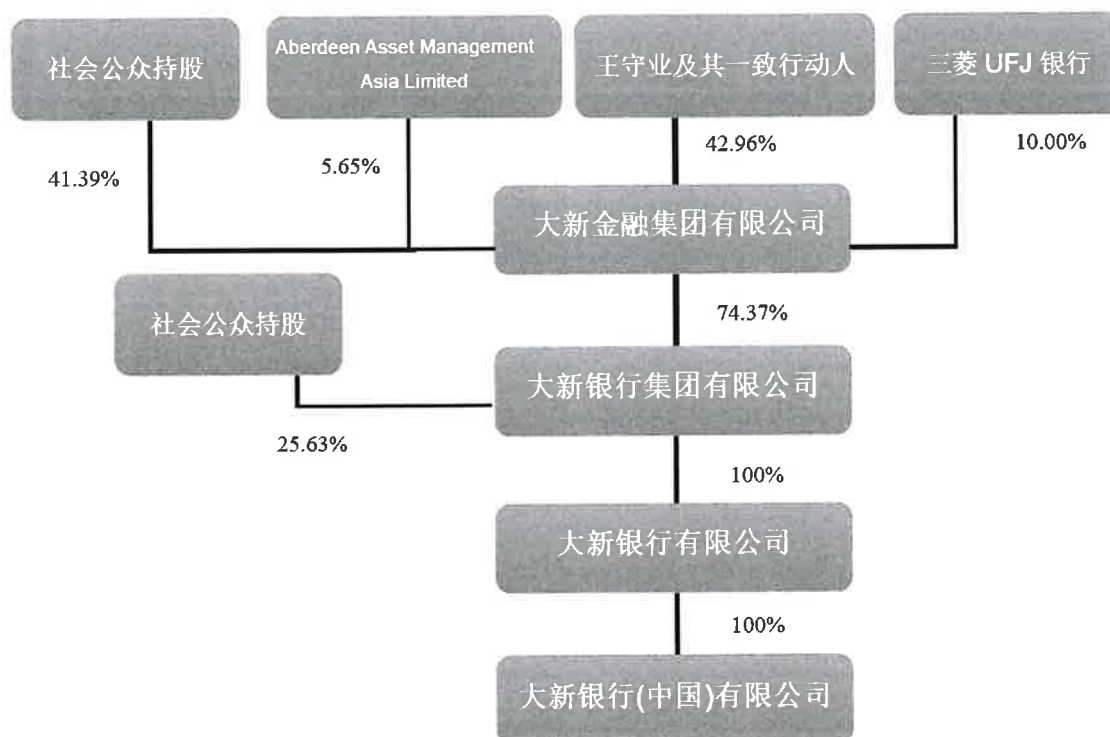 社会公众持股
Aberdeen Asset Management
Asia Limited
王守业及其一致行动人
三菱 UFJ 银行
41.39%
5.65%
42.96%
10.00%
大新金融集团有限公司
74.37%
社会公众持股
大新银行集团有限公司
25.63%
100%
大新银行有限公司
100%
大新银行(中国)有限公司